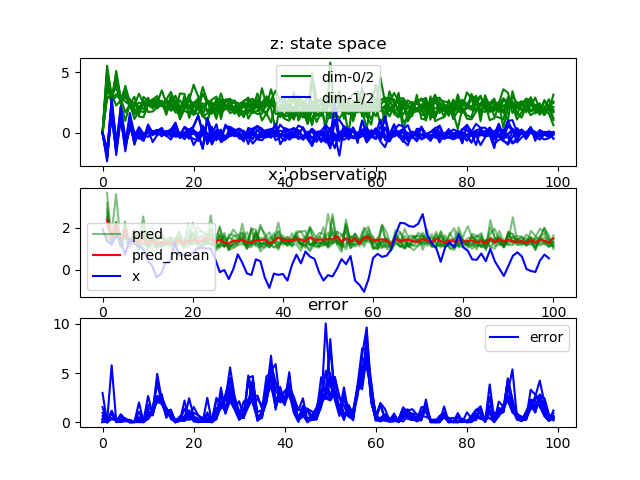 z: state space
5
0
dim-0/2
dim-1/2
0 20 40 60 80 100
x: observation
2
0
pred
pred_mean
x
0 20 40 60 80 100
error
10
5
0
error
0 20 40 60 80 100